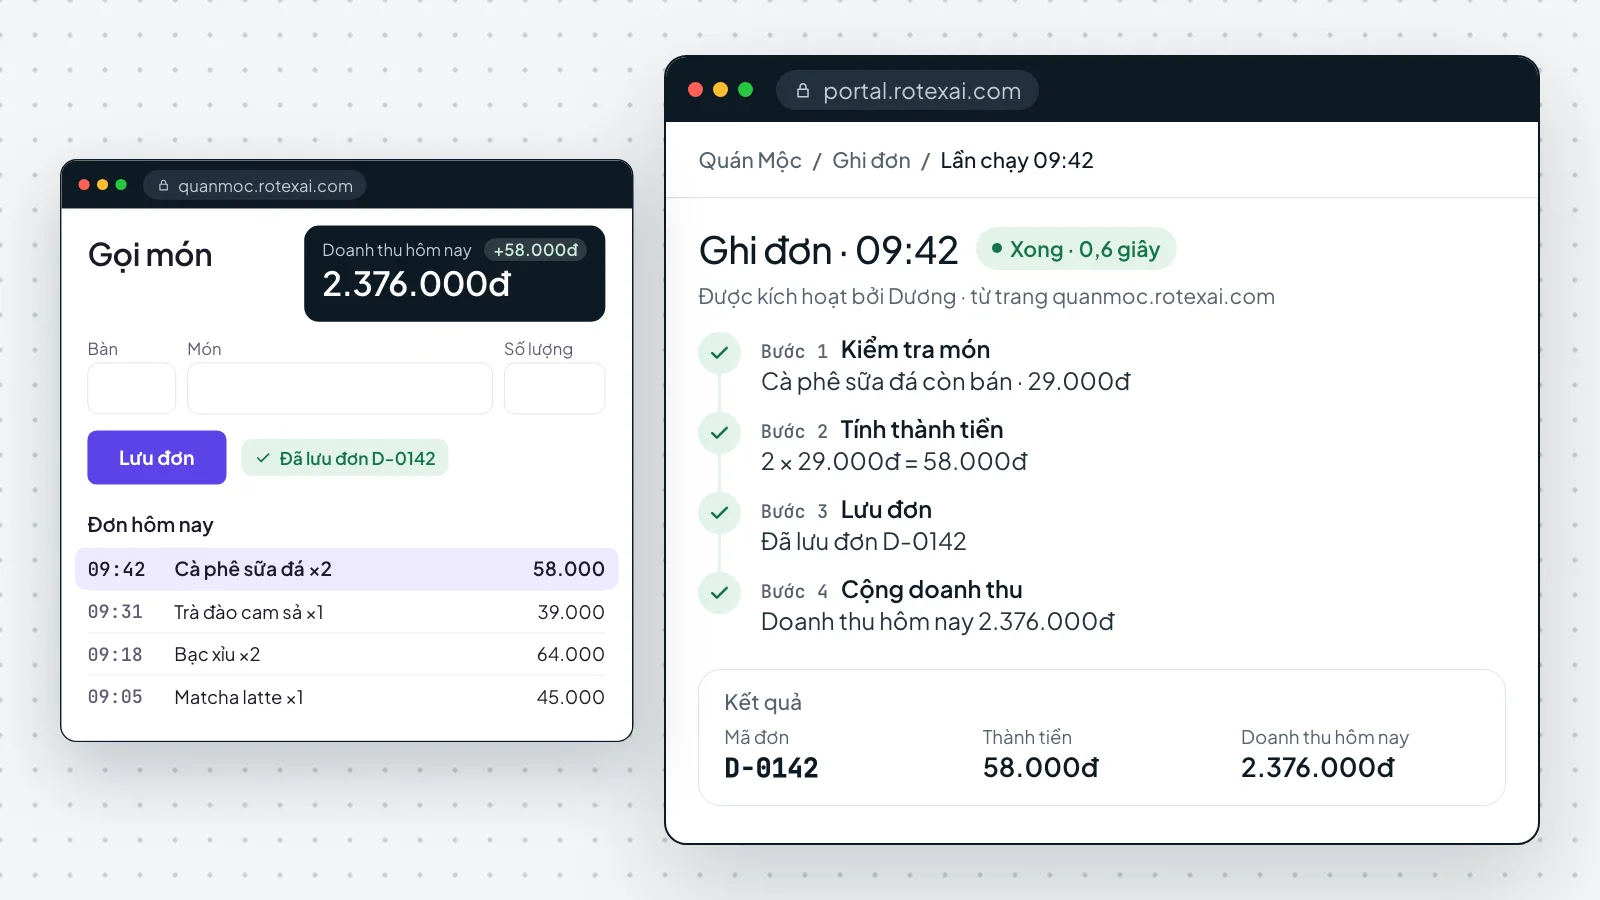 quanmoc.rotexai.com
Gọi món
Doanh thu hôm nay +58.000đ
2.376.000đ
Bàn Món Số lượng
Lưu đơn Đã lưu đơn D-0142
Đơn hôm nay
09:42 Cà phê sữa đá ×2 58.000
09:31 Trà đào cam sả ×1 39.000
09:18 Bạc xỉu ×2 64.000
09:05 Matcha latte ×1 45.000
portal.rotexai.com
Quán Mộc / Ghi đơn / Lần chạy 09:42
Ghi đơn · 09:42 Xong · 0,6 giây
Được kích hoạt bởi Dương · từ trang quanmoc.rotexai.com
Bước 1 Kiểm tra món
Cà phê sữa đá còn bán · 29.000đ
Bước 2 Tính thành tiền
2 × 29.000đ = 58.000đ
Bước 3 Lưu đơn
Đã lưu đơn D-0142
Bước 4 Cộng doanh thu
Doanh thu hôm nay 2.376.000đ
Kết quả
Mã đơn Thành tiền Doanh thu hôm nay
D-0142 58.000đ 2.376.000đ